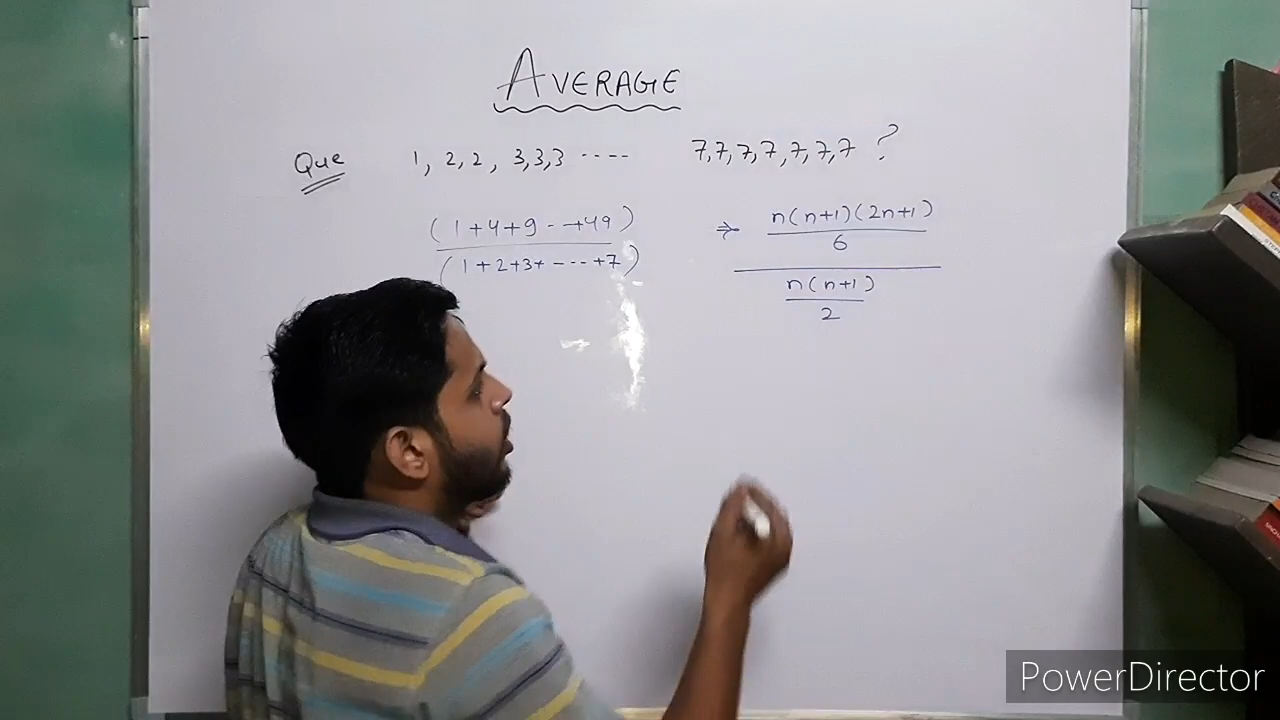 AVERAGE
Que 1, 2,2, 3,3,3 ---- 7,7,7,7,7,7,7 ?
(1+4+9---+49)
(1+2+3+----+7)
⇒ n(n+1)(2n+1)
6
n(n+1)
2
PowerDirector